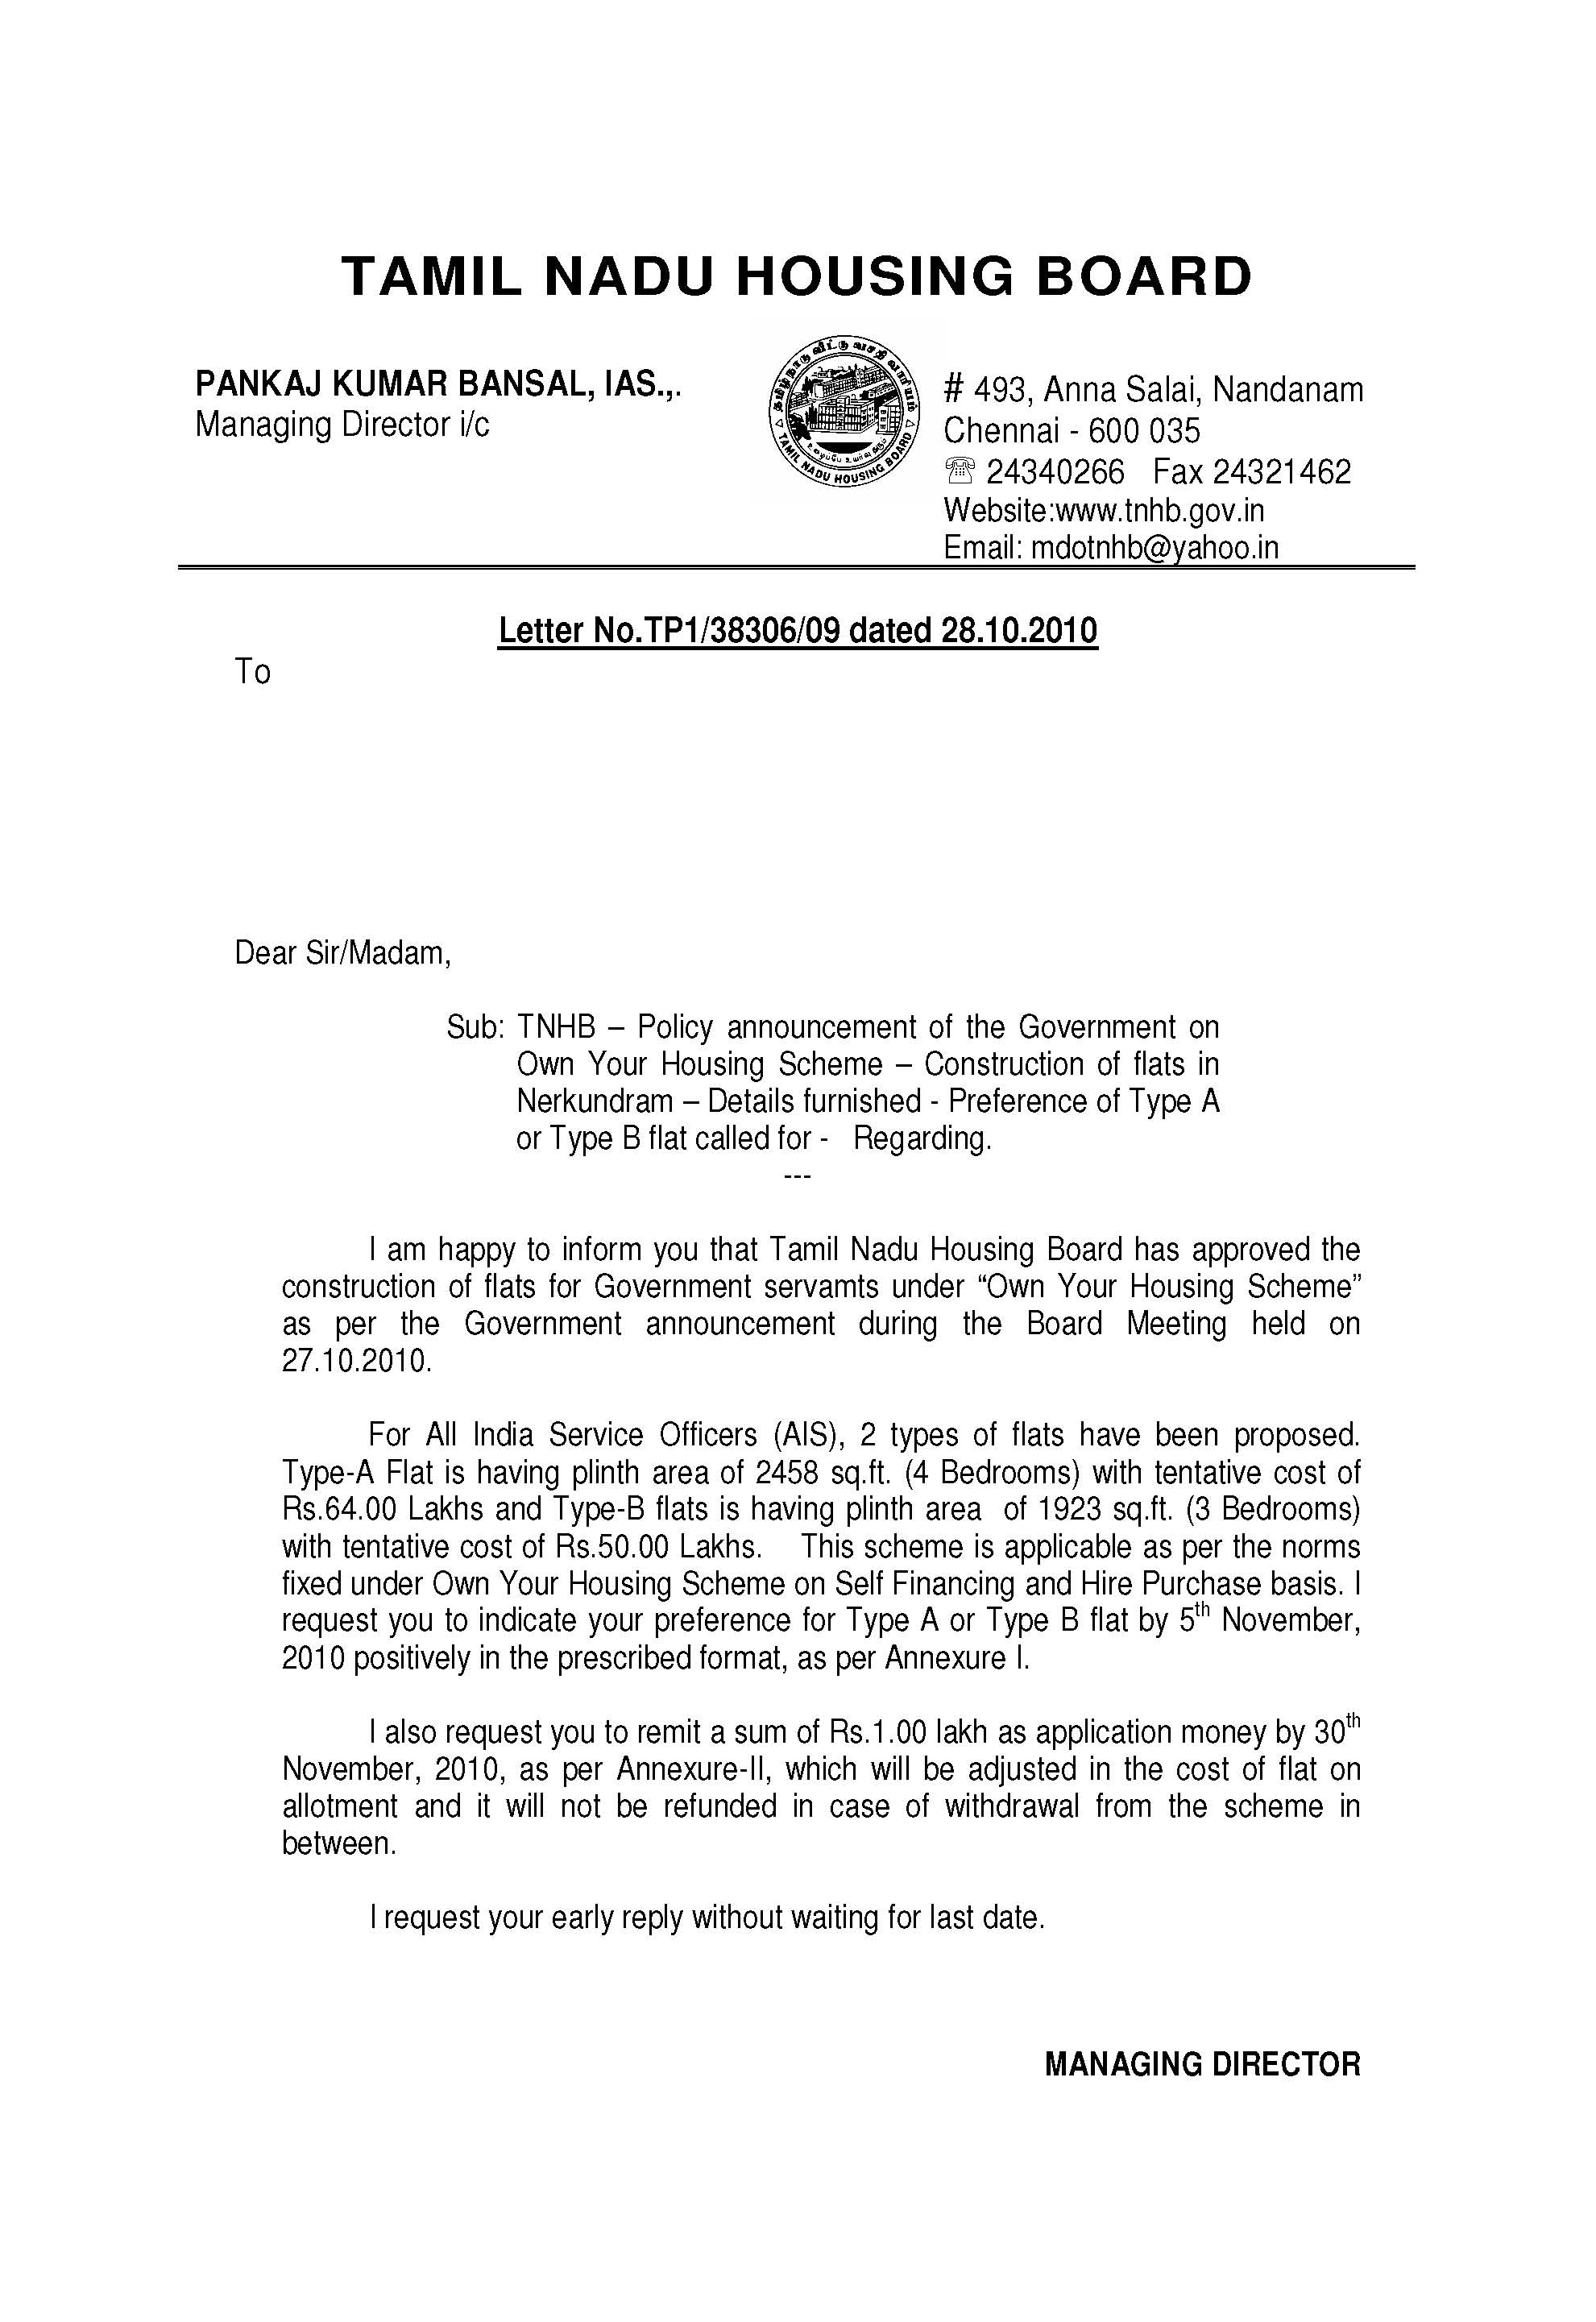 TAMIL NADU HOUSING BOARD
PANKAJ KUMAR BANSAL, IAS.,.
Managing Director i/c
தமிழ்நாடு வீட்டு வசதி வாரியம்
TAMIL NADU HOUSING BOARD
# 493, Anna Salai, Nandanam
Chennai - 600 035
☏ 24340266 Fax 24321462
Website:www.tnhb.gov.in
Email: mdotnhb@yahoo.in
Letter No.TP1/38306/09 dated 28.10.2010
To
Dear Sir/Madam,
Sub: TNHB – Policy announcement of the Government on
Own Your Housing Scheme – Construction of flats in
Nerkundram – Details furnished - Preference of Type A
or Type B flat called for - Regarding.
---
I am happy to inform you that Tamil Nadu Housing Board has approved the
construction of flats for Government servamts under “Own Your Housing Scheme”
as per the Government announcement during the Board Meeting held on
27.10.2010.
For All India Service Officers (AIS), 2 types of flats have been proposed.
Type-A Flat is having plinth area of 2458 sq.ft. (4 Bedrooms) with tentative cost of
Rs.64.00 Lakhs and Type-B flats is having plinth area of 1923 sq.ft. (3 Bedrooms)
with tentative cost of Rs.50.00 Lakhs. This scheme is applicable as per the norms
fixed under Own Your Housing Scheme on Self Financing and Hire Purchase basis. I
request you to indicate your preference for Type A or Type B flat by 5th November,
2010 positively in the prescribed format, as per Annexure I.
I also request you to remit a sum of Rs.1.00 lakh as application money by 30th
November, 2010, as per Annexure-II, which will be adjusted in the cost of flat on
allotment and it will not be refunded in case of withdrawal from the scheme in
between.
I request your early reply without waiting for last date.
MANAGING DIRECTOR